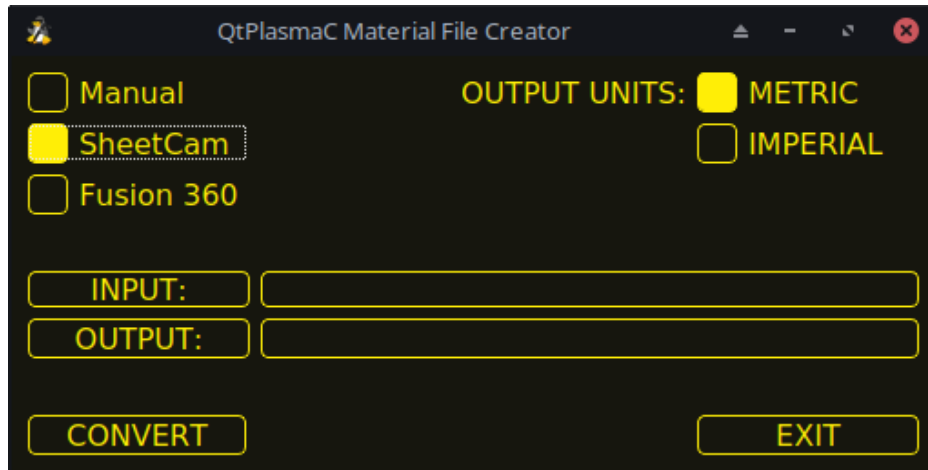 QtPlasmaC Material File Creator
Manual OUTPUT UNITS: METRIC
SheetCam IMPERIAL
Fusion 360
INPUT:
OUTPUT:
CONVERT EXIT